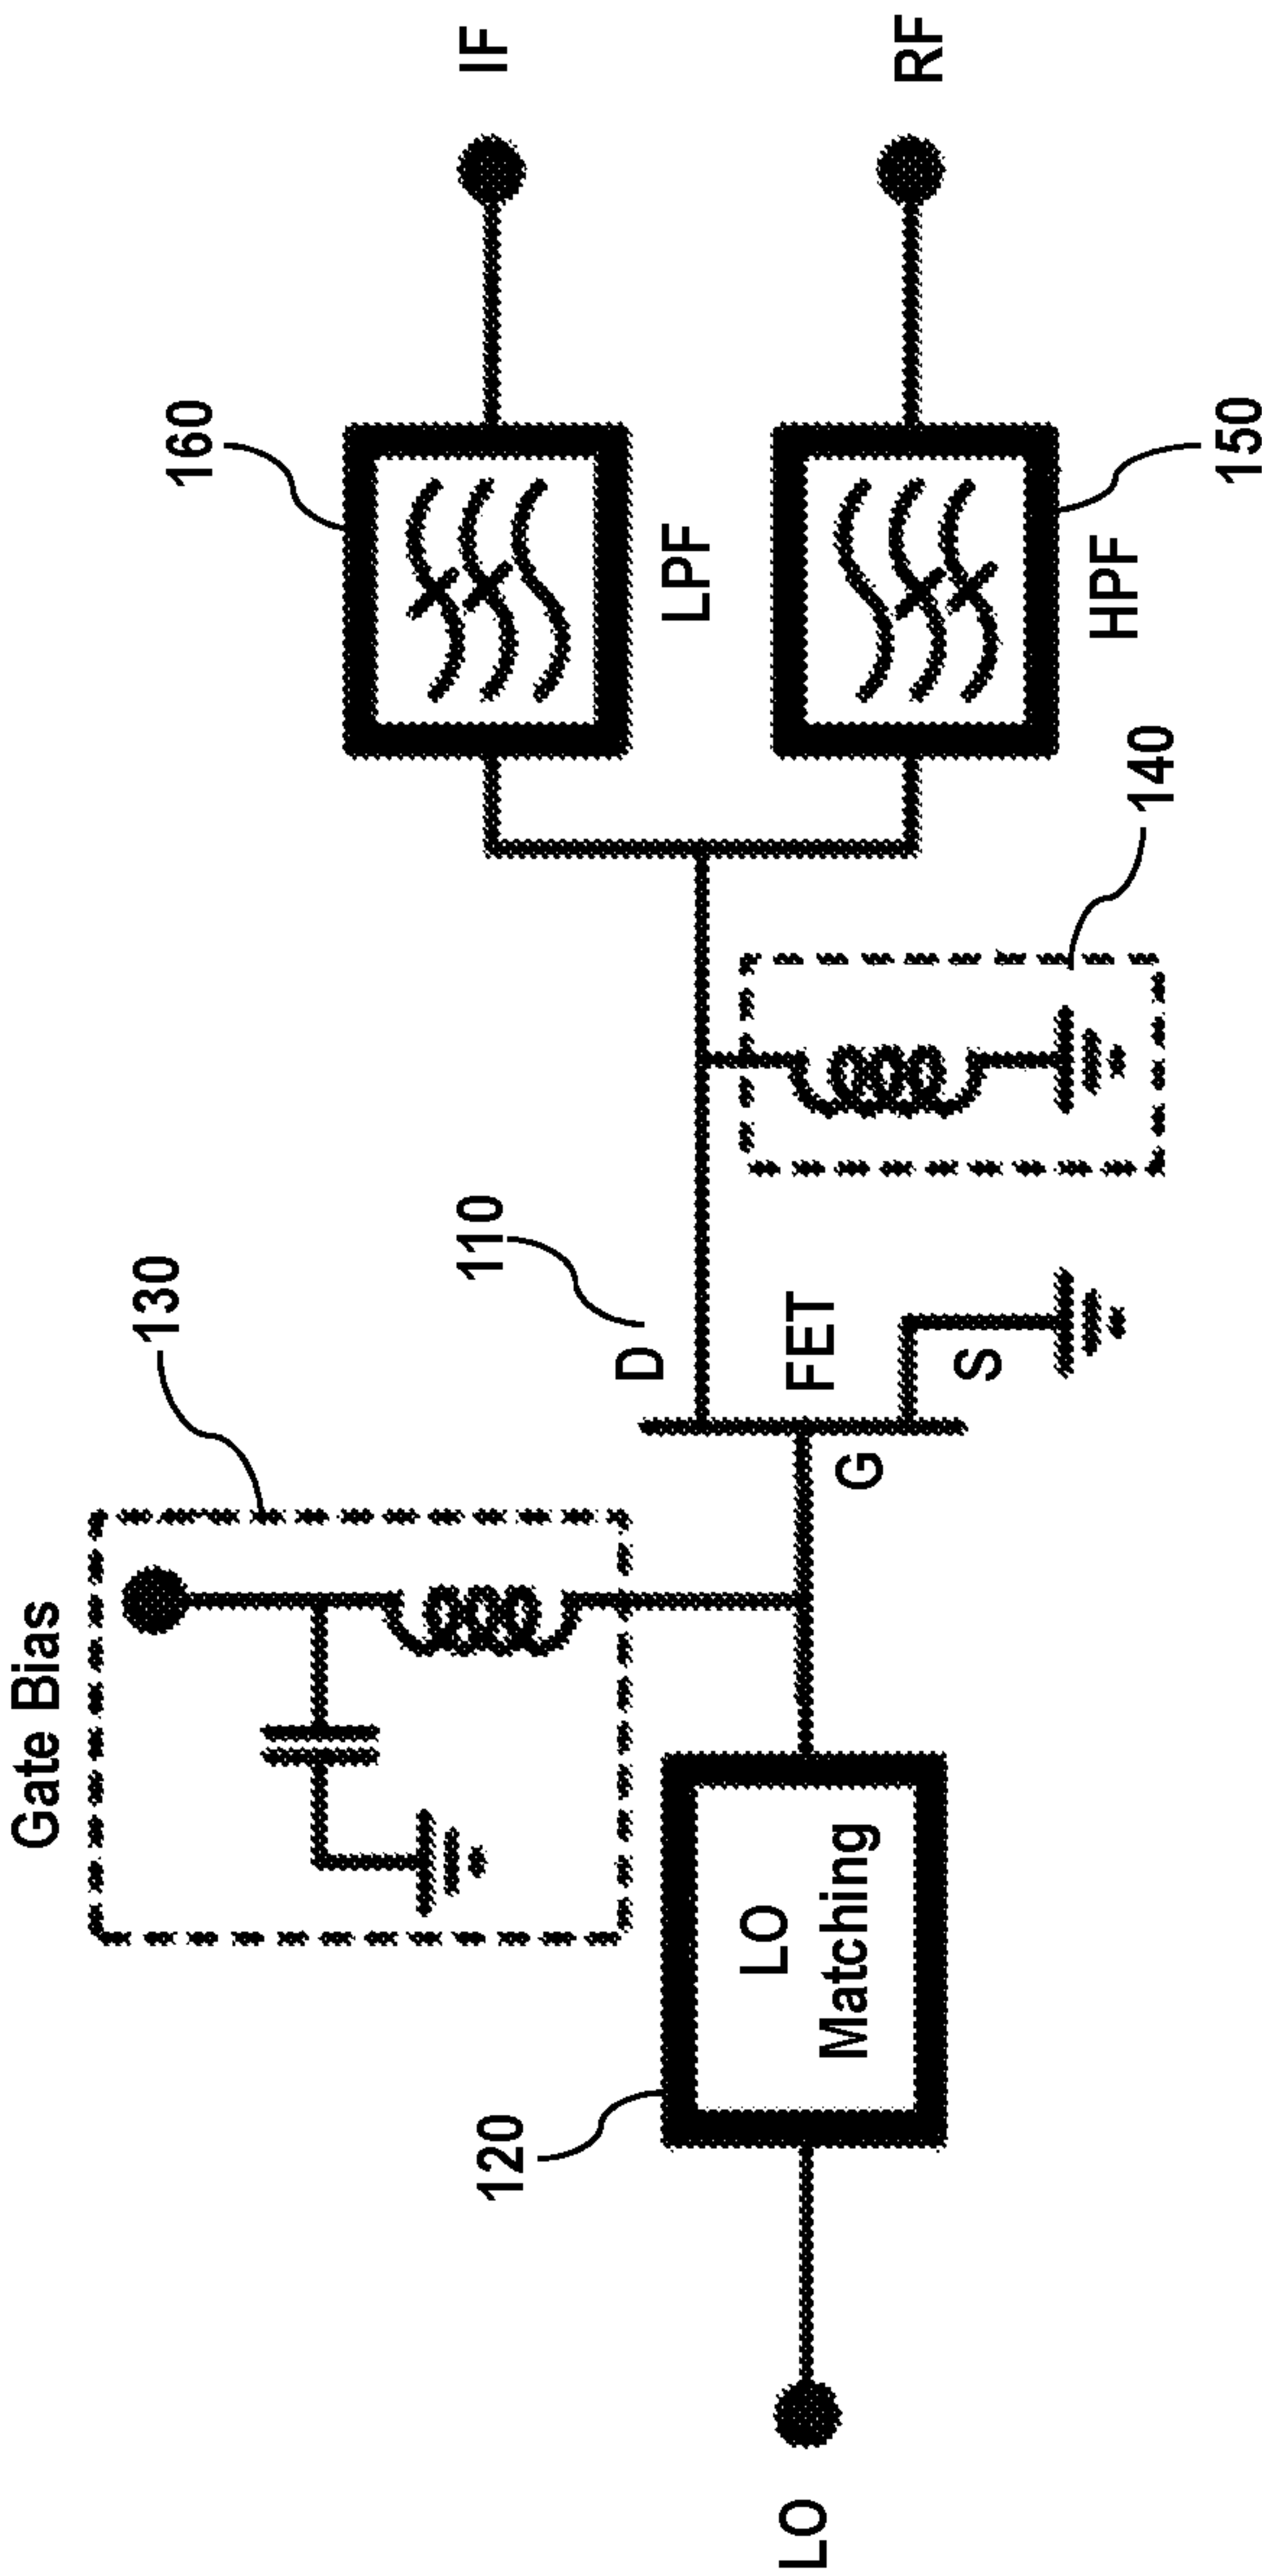 Gate Bias
130
110
160
IF
LPF
D
FET
G
S
LO
120
LO
Matching
140
HPF
150
RF